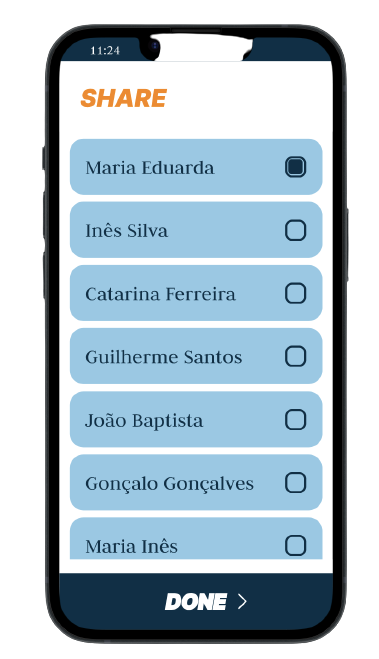 11:24
SHARE
Maria Eduarda
Inês Silva
Catarina Ferreira
Guilherme Santos
João Baptista
Gonçalo Gonçalves
Maria Inês
DONE >